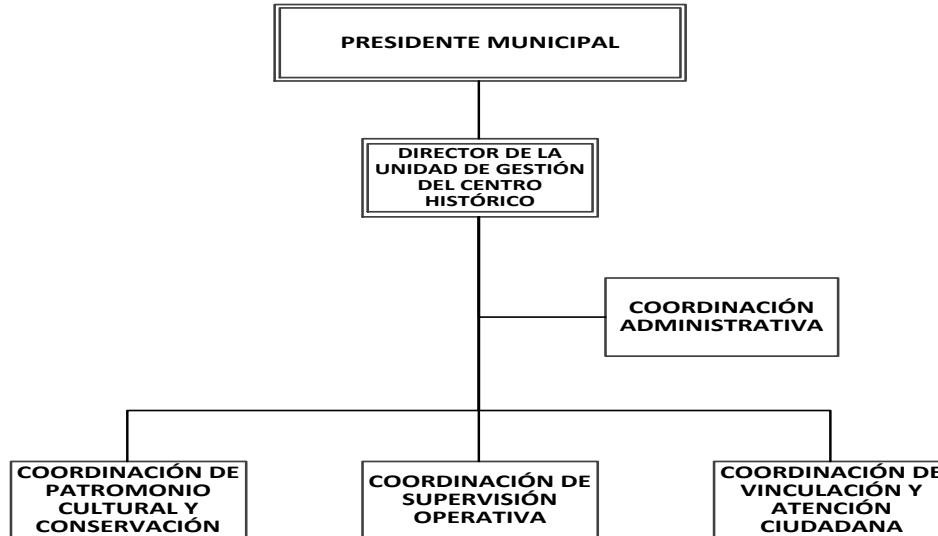 PRESIDENTE MUNICIPAL
DIRECTOR DE LA
UNIDAD DE GESTIÓN
DEL CENTRO
HISTÓRICO
COORDINACIÓN
ADMINISTRATIVA
COORDINACIÓN DE
PATROMONIO
CULTURAL Y
CONSERVACIÓN
COORDINACIÓN DE
SUPERVISIÓN
OPERATIVA
COORDINACIÓN DE
VINCULACIÓN Y
ATENCIÓN
CIUDADANA